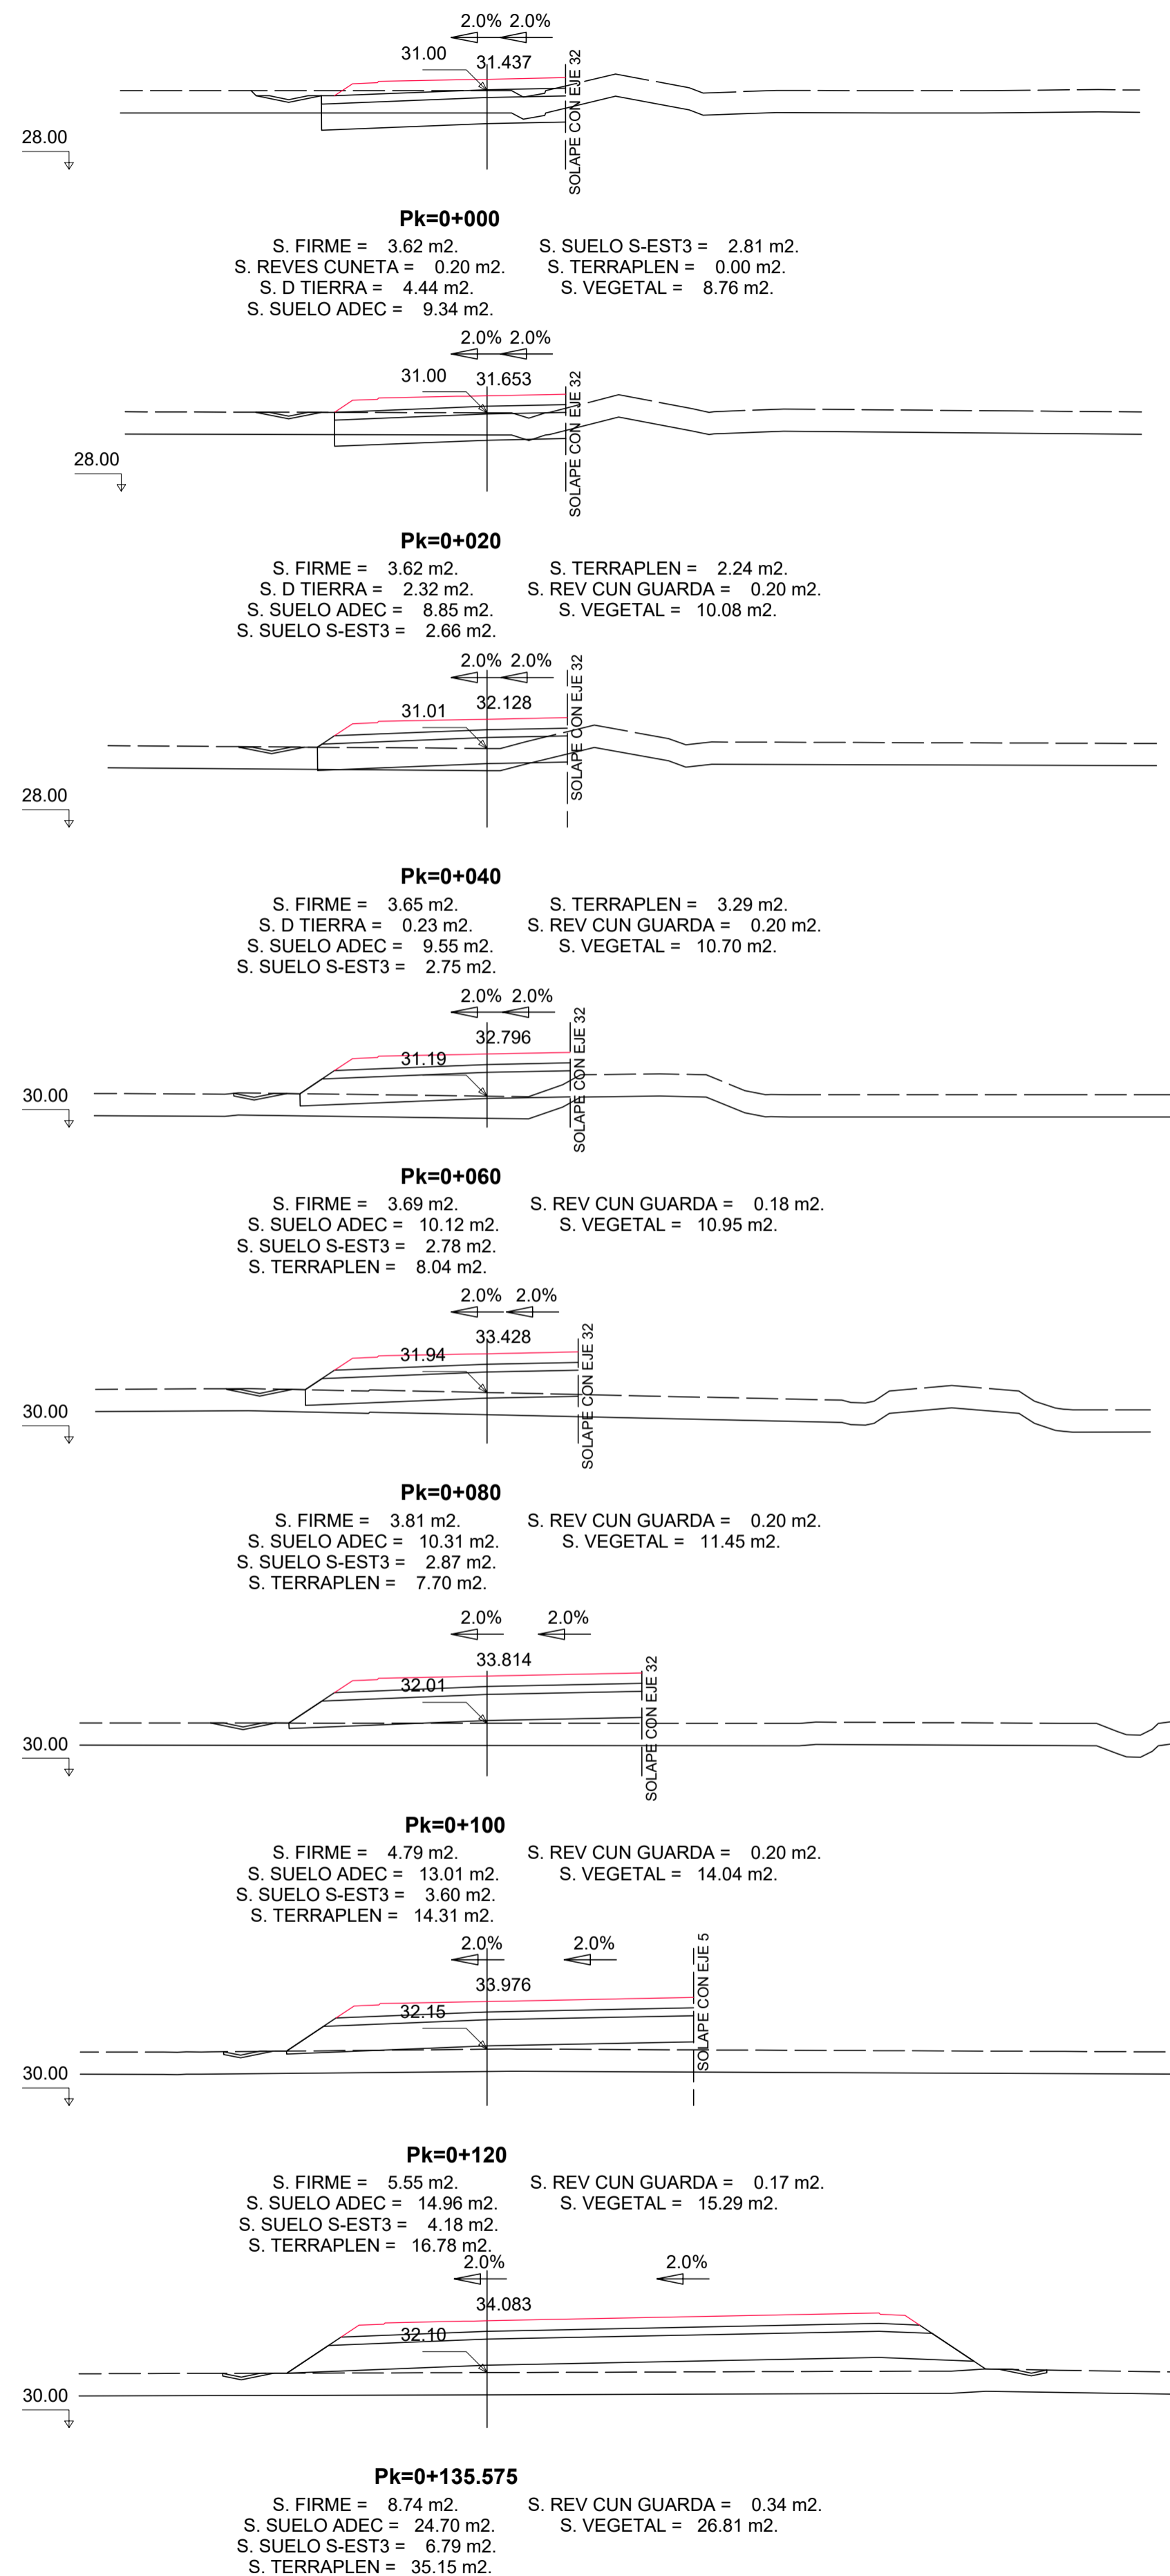 2.0% 2.0%
31.00 31.437
SOLAPE CON EJE 32
28.00
Pk=0+000
S. FIRME = 3.62 m2. S. SUELO S-EST3 = 2.81 m2.
S. REVES CUNETA = 0.20 m2. S. TERRAPLEN = 0.00 m2.
S. D TIERRA = 4.44 m2. S. VEGETAL = 8.76 m2.
S. SUELO ADEC = 9.34 m2.
2.0% 2.0%
31.00 31.653
SOLAPE CON EJE 32
28.00
Pk=0+020
S. FIRME = 3.62 m2. S. TERRAPLEN = 2.24 m2.
S. D TIERRA = 2.32 m2. S. REV CUN GUARDA = 0.20 m2.
S. SUELO ADEC = 8.85 m2. S. VEGETAL = 10.08 m2.
S. SUELO S-EST3 = 2.66 m2.
2.0% 2.0%
31.01 32.128
SOLAPE CON EJE 32
28.00
Pk=0+040
S. FIRME = 3.65 m2. S. TERRAPLEN = 3.29 m2.
S. D TIERRA = 0.23 m2. S. REV CUN GUARDA = 0.20 m2.
S. SUELO ADEC = 9.55 m2. S. VEGETAL = 10.70 m2.
S. SUELO S-EST3 = 2.75 m2.
2.0% 2.0%
32.796
31.19
SOLAPE CON EJE 32
30.00
Pk=0+060
S. FIRME = 3.69 m2. S. REV CUN GUARDA = 0.18 m2.
S. SUELO ADEC = 10.12 m2. S. VEGETAL = 10.95 m2.
S. SUELO S-EST3 = 2.78 m2.
S. TERRAPLEN = 8.04 m2.
2.0% 2.0%
33.428
31.94
SOLAPE CON EJE 32
30.00
Pk=0+080
S. FIRME = 3.81 m2. S. REV CUN GUARDA = 0.20 m2.
S. SUELO ADEC = 10.31 m2. S. VEGETAL = 11.45 m2.
S. SUELO S-EST3 = 2.87 m2.
S. TERRAPLEN = 7.70 m2.
2.0% 2.0%
33.814
32.01
SOLAPE CON EJE 32
30.00
Pk=0+100
S. FIRME = 4.79 m2. S. REV CUN GUARDA = 0.20 m2.
S. SUELO ADEC = 13.01 m2. S. VEGETAL = 14.04 m2.
S. SUELO S-EST3 = 3.60 m2.
S. TERRAPLEN = 14.31 m2.
2.0% 2.0%
33.976
32.15
SOLAPE CON EJE 5
30.00
Pk=0+120
S. FIRME = 5.55 m2. S. REV CUN GUARDA = 0.17 m2.
S. SUELO ADEC = 14.96 m2. S. VEGETAL = 15.29 m2.
S. SUELO S-EST3 = 4.18 m2.
S. TERRAPLEN = 16.78 m2.
2.0% 2.0%
34.083
32.10
30.00
Pk=0+135.575
S. FIRME = 8.74 m2. S. REV CUN GUARDA = 0.34 m2.
S. SUELO ADEC = 24.70 m2. S. VEGETAL = 26.81 m2.
S. SUELO S-EST3 = 6.79 m2.
S. TERRAPLEN = 35.15 m2.